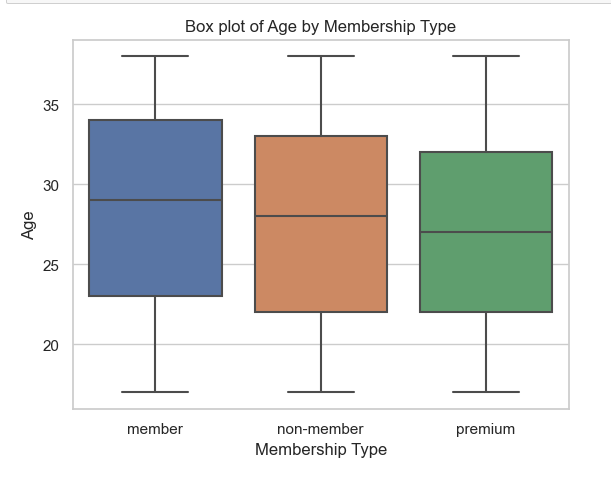 Box plot of Age by Membership Type
35
30
25
20
Age
member non-member premium
Membership Type